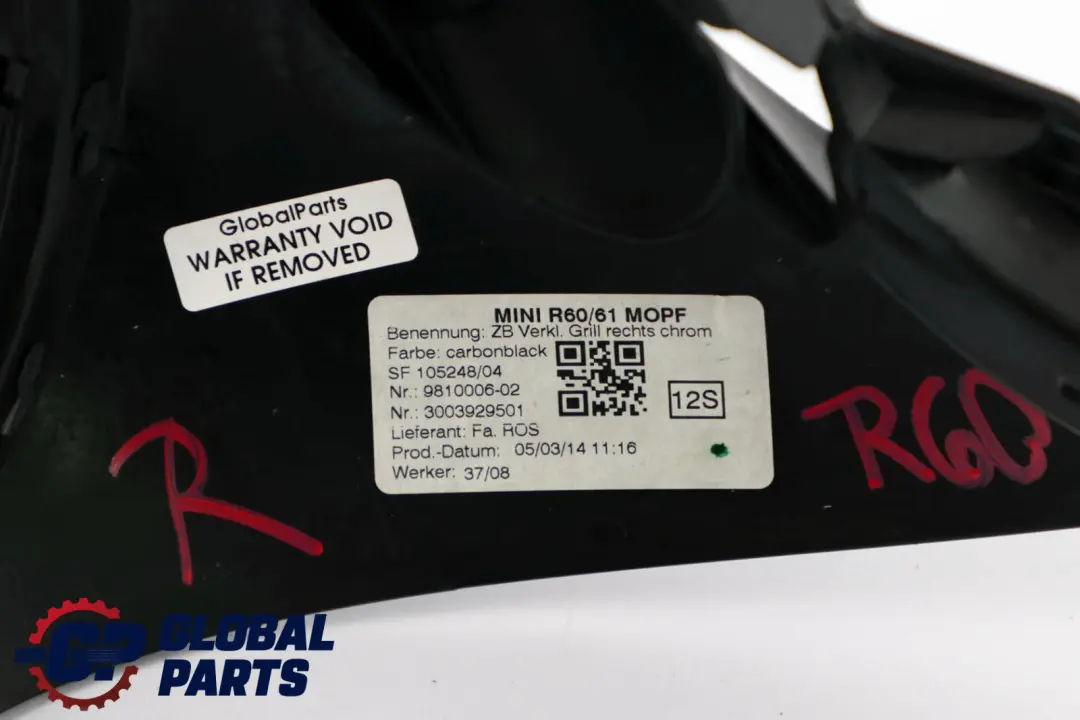 GlobalParts
WARRANTY VOID
IF REMOVED
MINI R60/61 MOPF
Benennung: ZB Verkl. Grill rechts chrom
Farbe: carbonblack
SF 105248/04
Nr.: 9810006-02
Nr.: 3003929501
Lieferant: Fa. ROS
Prod.-Datum: 05/03/14 11:16
Werker: 37/08
12S
R
R60
GP
GLOBAL
PARTS